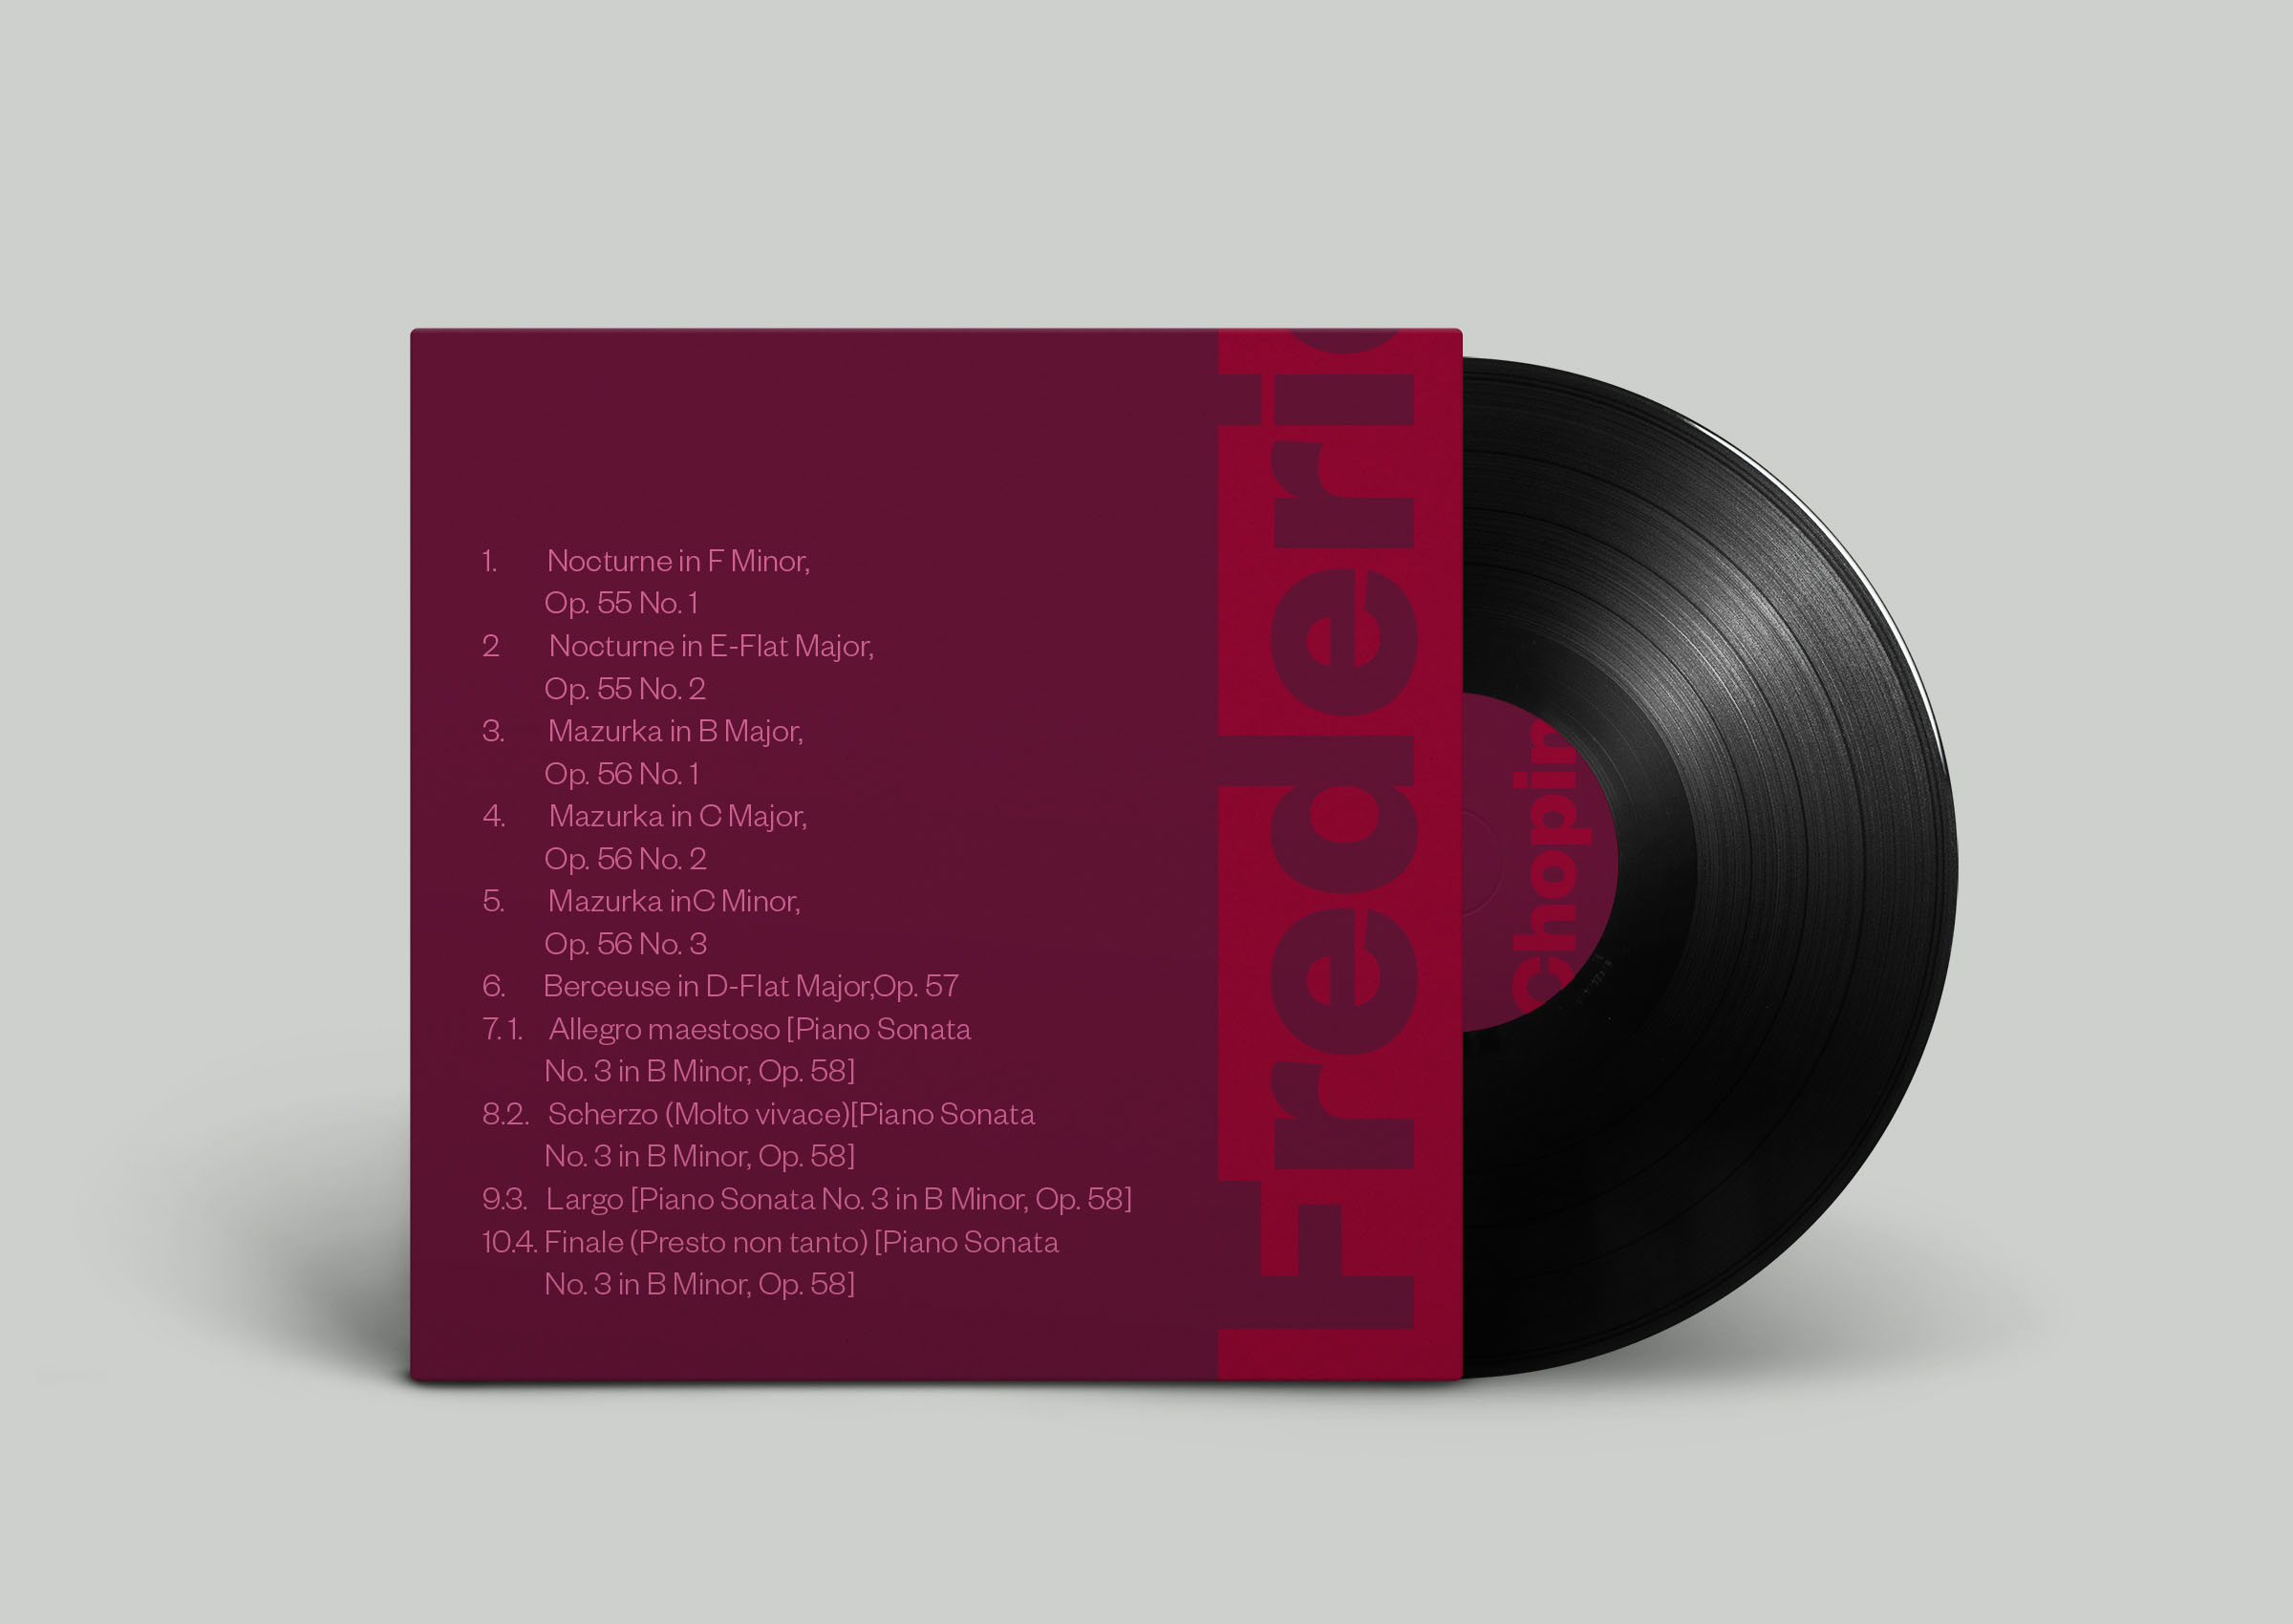 1. Nocturne in F Minor,
Op. 55 No. 1
2 Nocturne in E-Flat Major,
Op. 55 No. 2
3. Mazurka in B Major,
Op. 56 No. 1
4. Mazurka in C Major,
Op. 56 No. 2
5. Mazurka inC Minor,
Op. 56 No. 3
6. Berceuse in D-Flat Major,Op. 57
7. 1. Allegro maestoso [Piano Sonata
No. 3 in B Minor, Op. 58]
8.2. Scherzo (Molto vivace)[Piano Sonata
No. 3 in B Minor, Op. 58]
9.3. Largo [Piano Sonata No. 3 in B Minor, Op. 58]
10.4. Finale (Presto non tanto) [Piano Sonata
No. 3 in B Minor, Op. 58]
Frederic
Chopin